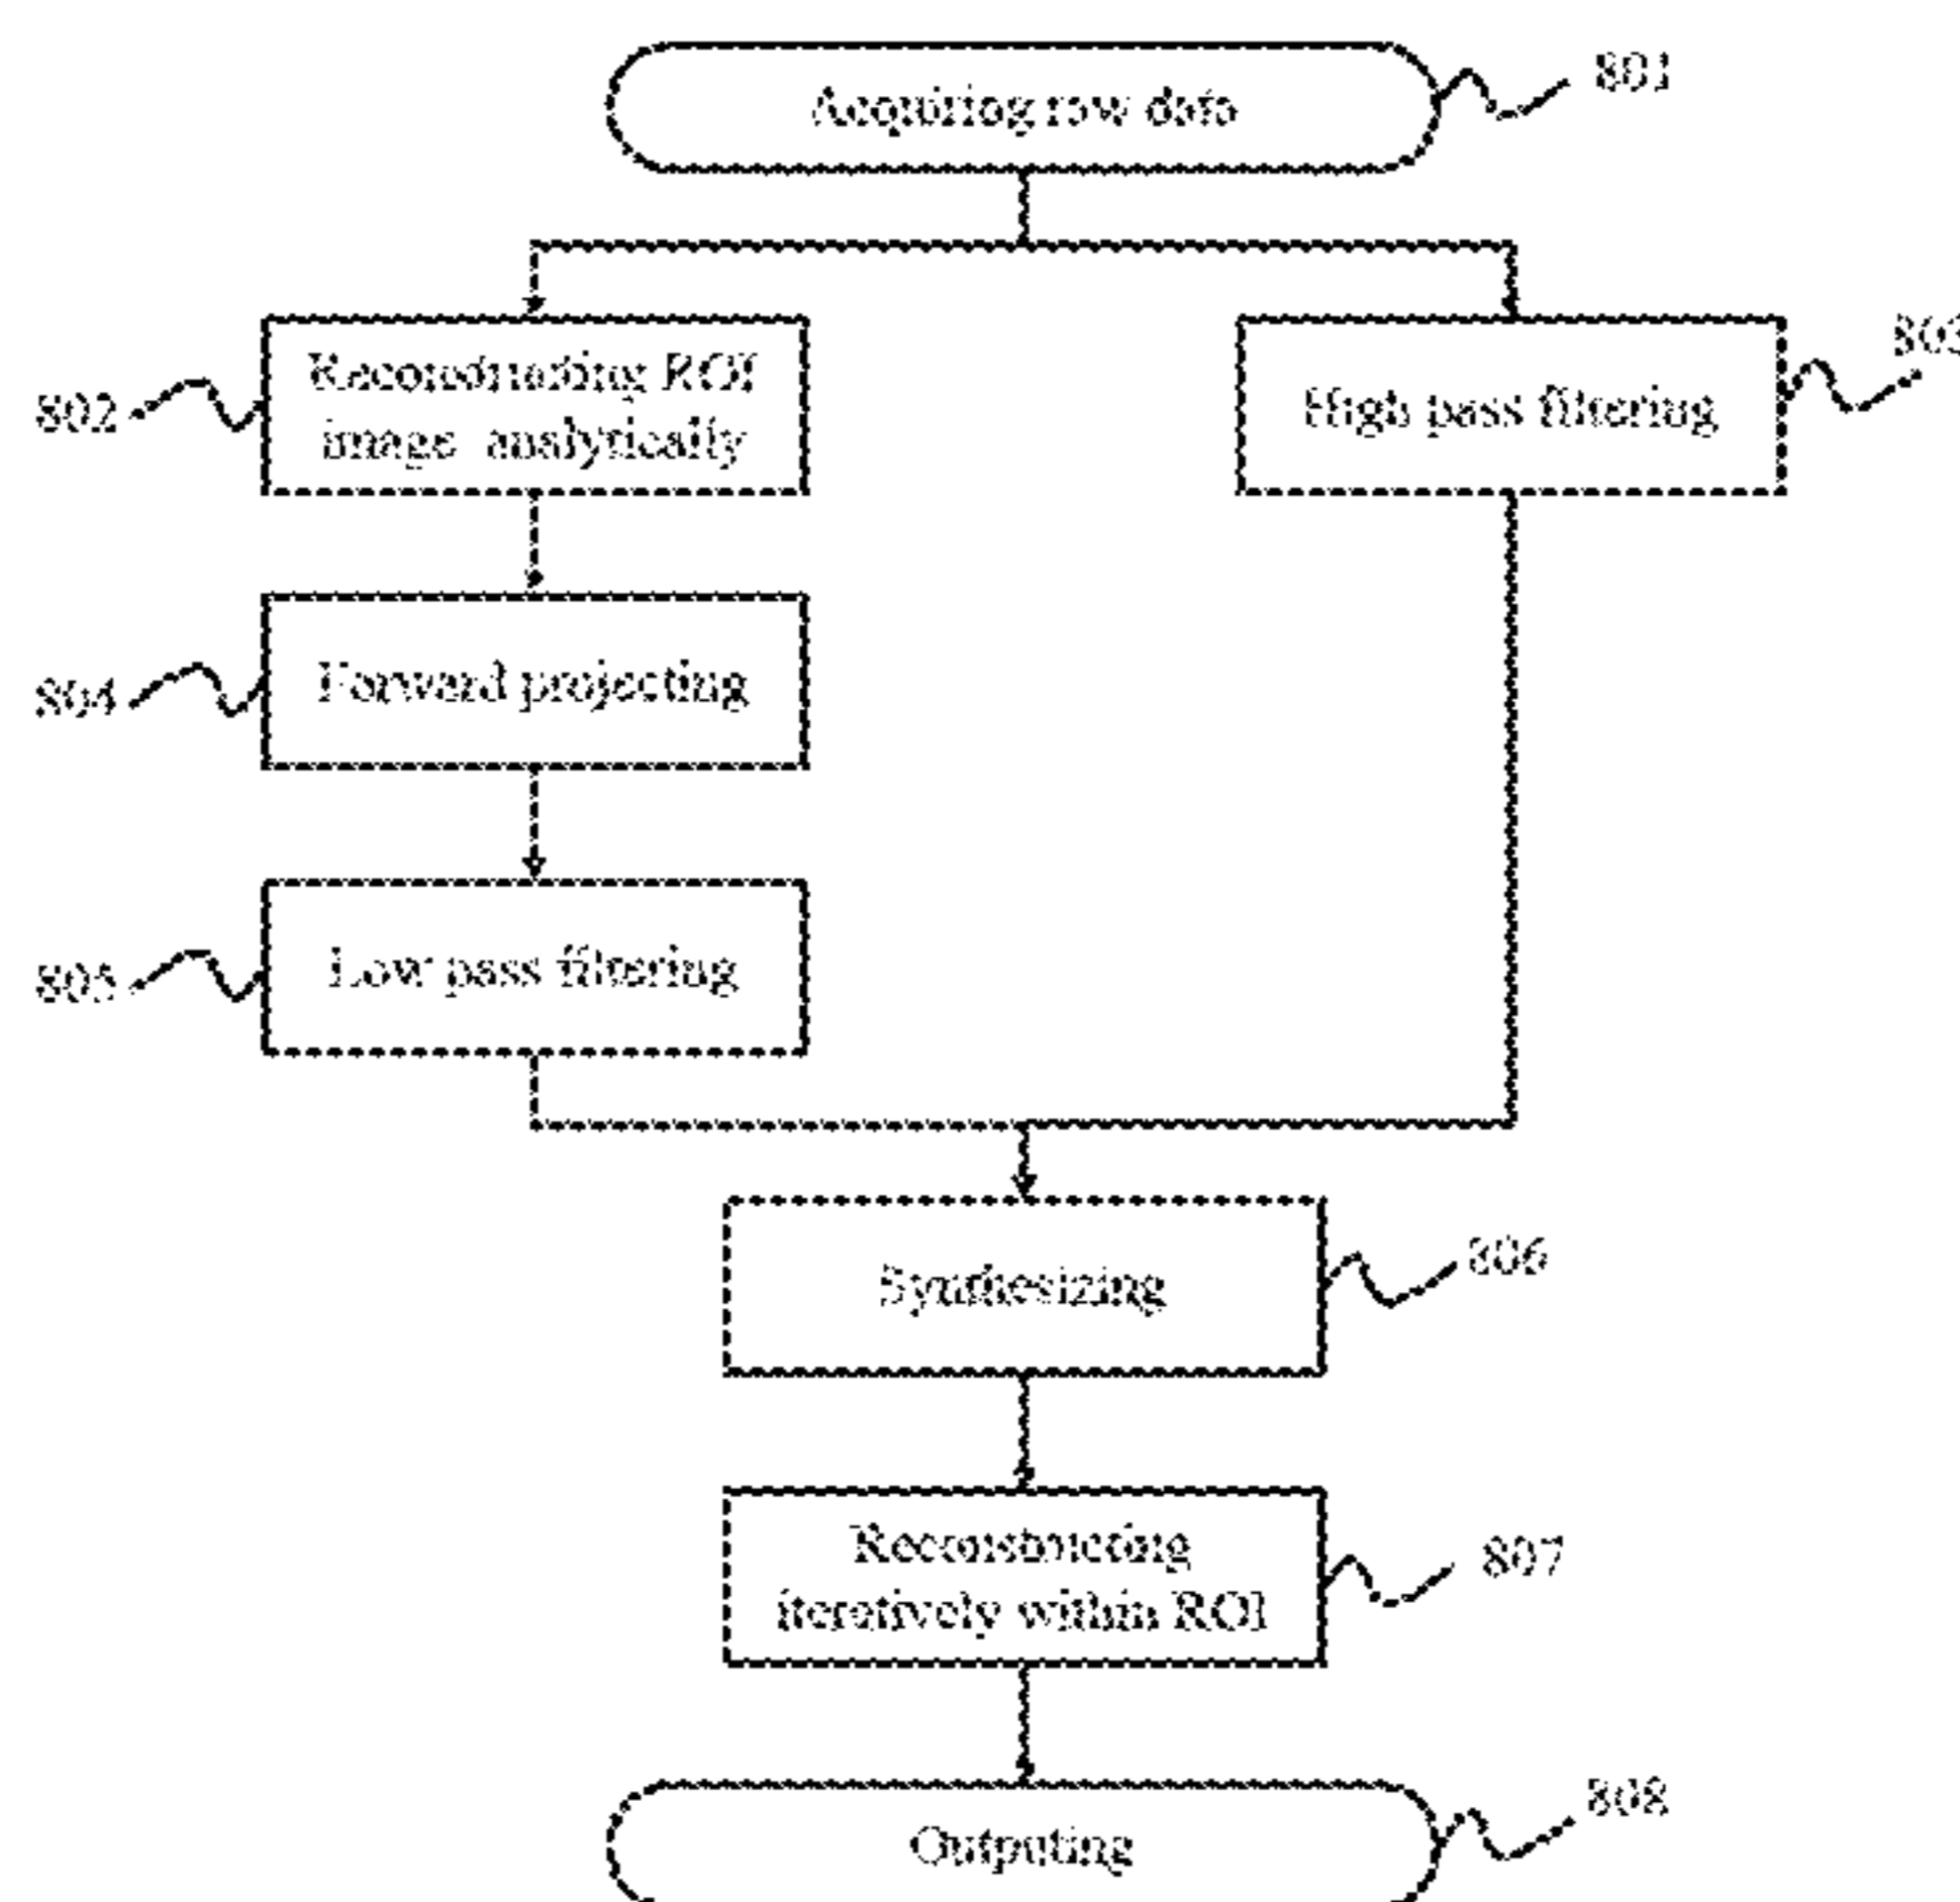 Acquiring raw data
801
Reconstructing ROI
image analytically
802
High pass filtering
803
Forward projecting
804
Low pass filtering
805
Synthesizing
806
Reconstructing
iteratively within ROI
807
Outputing
808